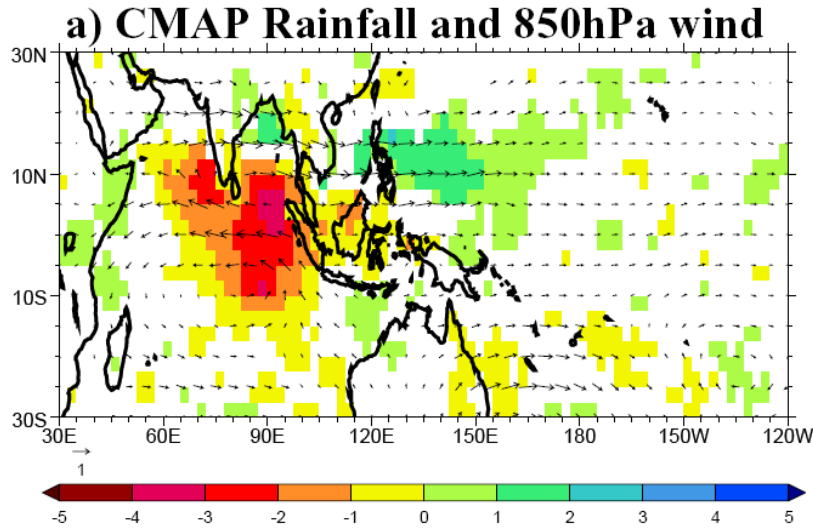 a) CMAP Rainfall and 850hPa wind
30N
10N
10S
30S
30E 60E 90E 120E 150E 180 150W 120W
1
-5 -4 -3 -2 -1 0 1 2 3 4 5